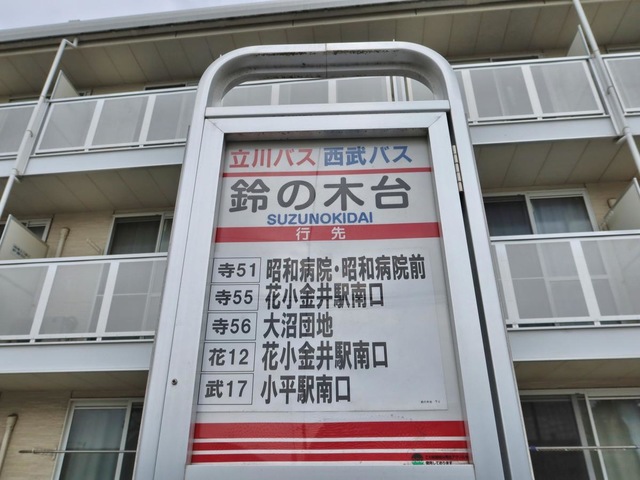 立川バス 西武バス
鈴の木台
SUZUNOKIDAI
行先
寺51 昭和病院・昭和病院前
寺55 花小金井駅南口
寺56 大沼団地
花12 花小金井駅南口
武17 小平駅南口